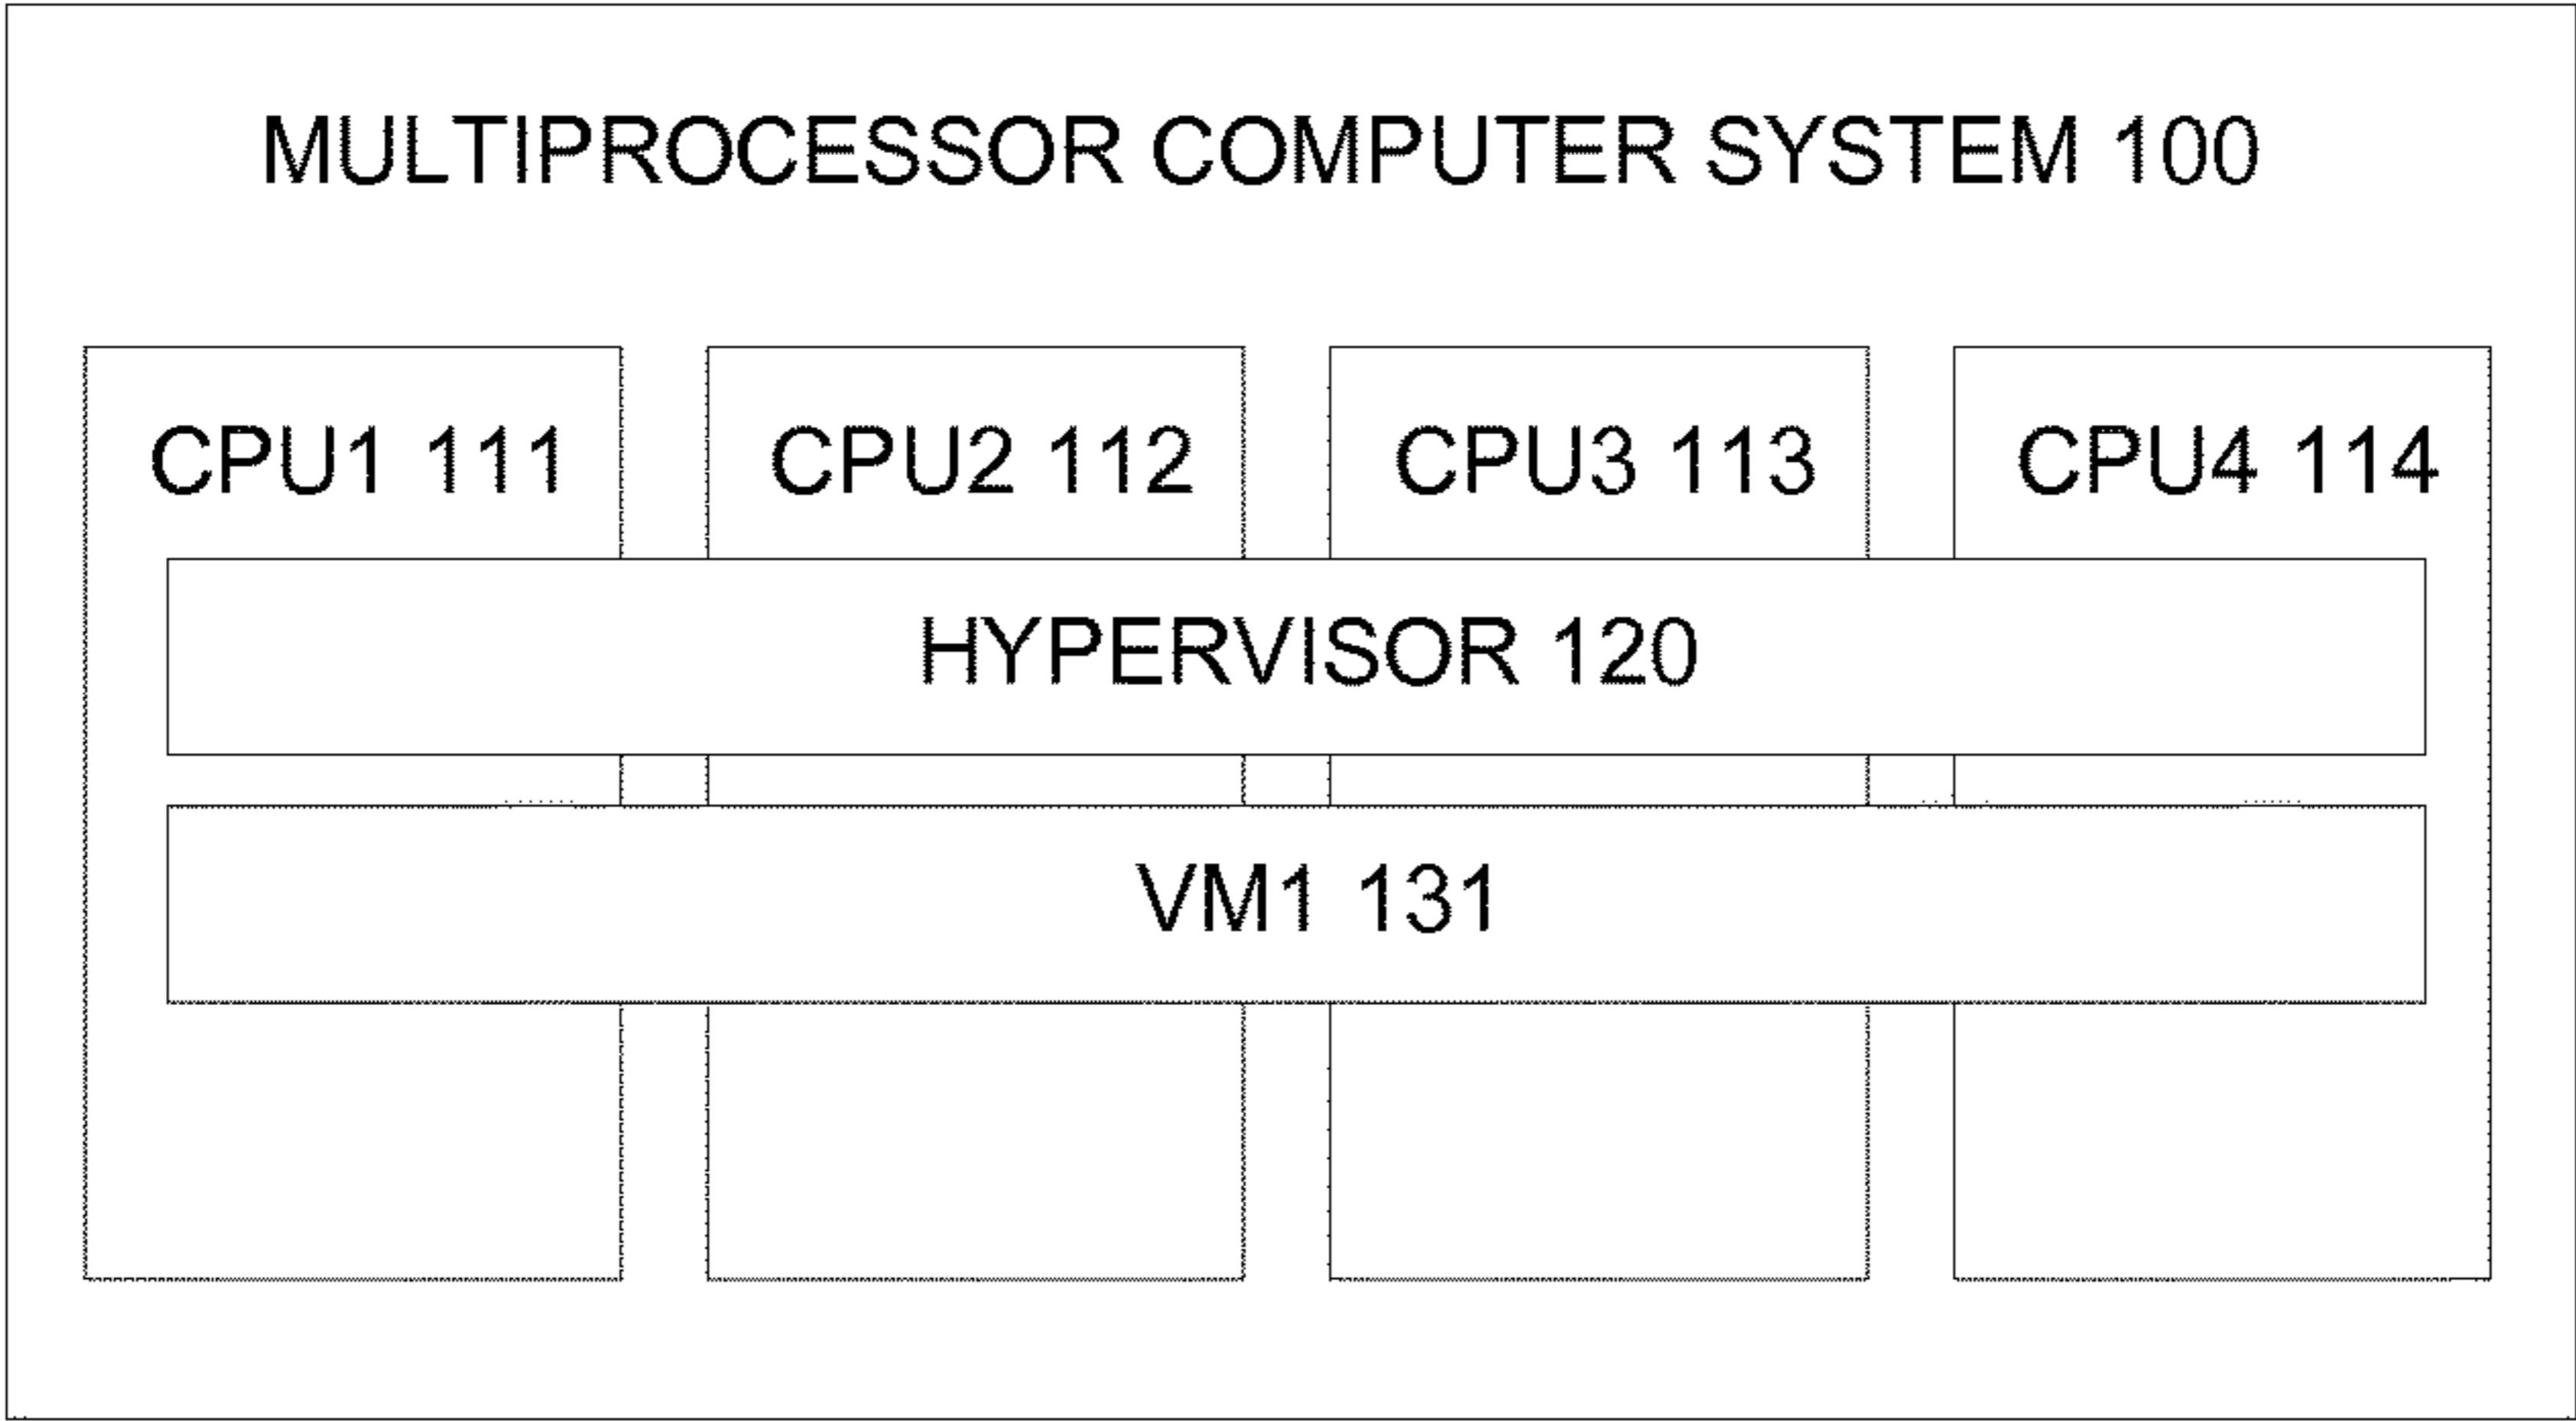 MULTIPROCESSOR COMPUTER SYSTEM 100
CPU1 111 CPU2 112 CPU3 113 CPU4 114
HYPERVISOR 120
VM1 131